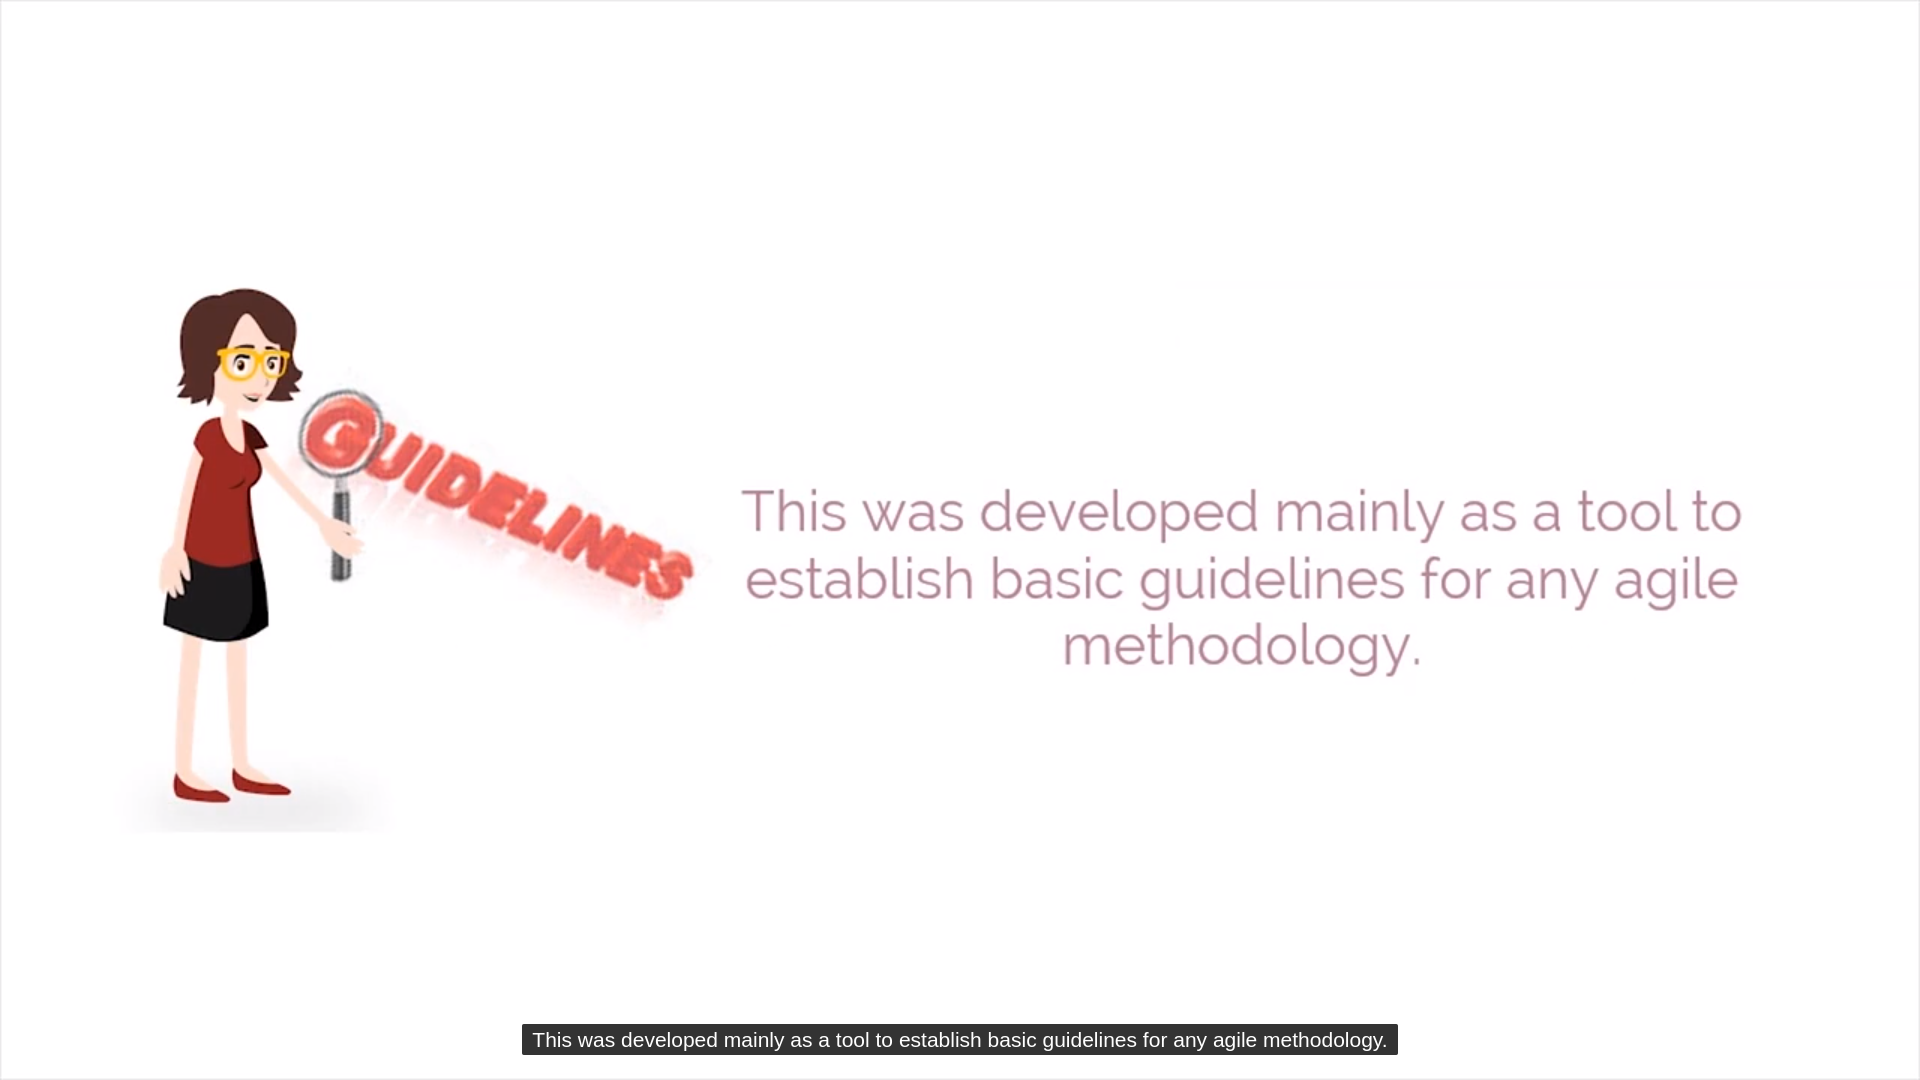 GUIDELINES
This was developed mainly as a tool to
establish basic guidelines for any agile
methodology.
This was developed mainly as a tool to establish basic guidelines for any agile methodology.